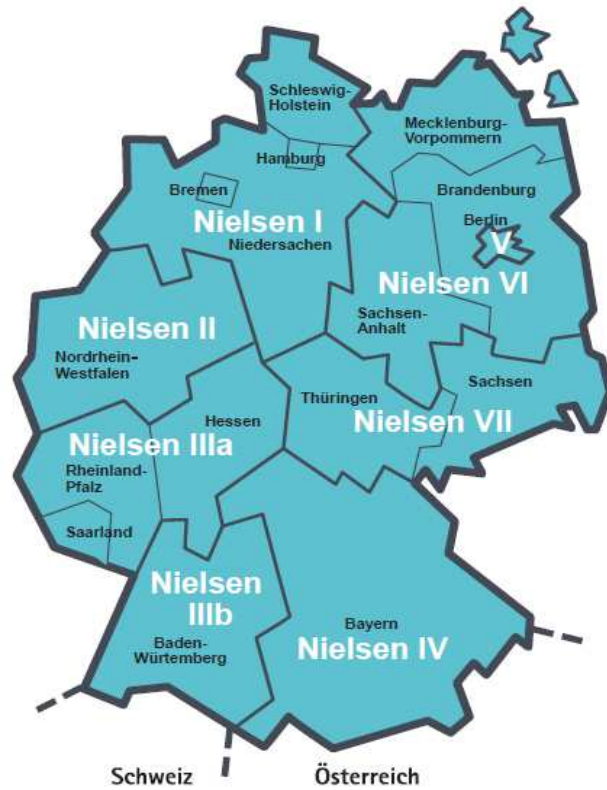 Schleswig-
Holstein
Mecklenburg-
Vorpommern
Hamburg
Bremen
Brandenburg
Berlin
Nielsen I
V
Niedersachen
Nielsen VI
Sachsen-
Anhalt
Nielsen II
Nordrhein-
Westfalen
Sachsen
Thüringen
Hessen
Nielsen VII
Nielsen IIIa
Rheinland-
Pfalz
Saarland
Nielsen
IIIb
Bayern
Nielsen IV
Baden-
Würtemberg
Schweiz
Österreich